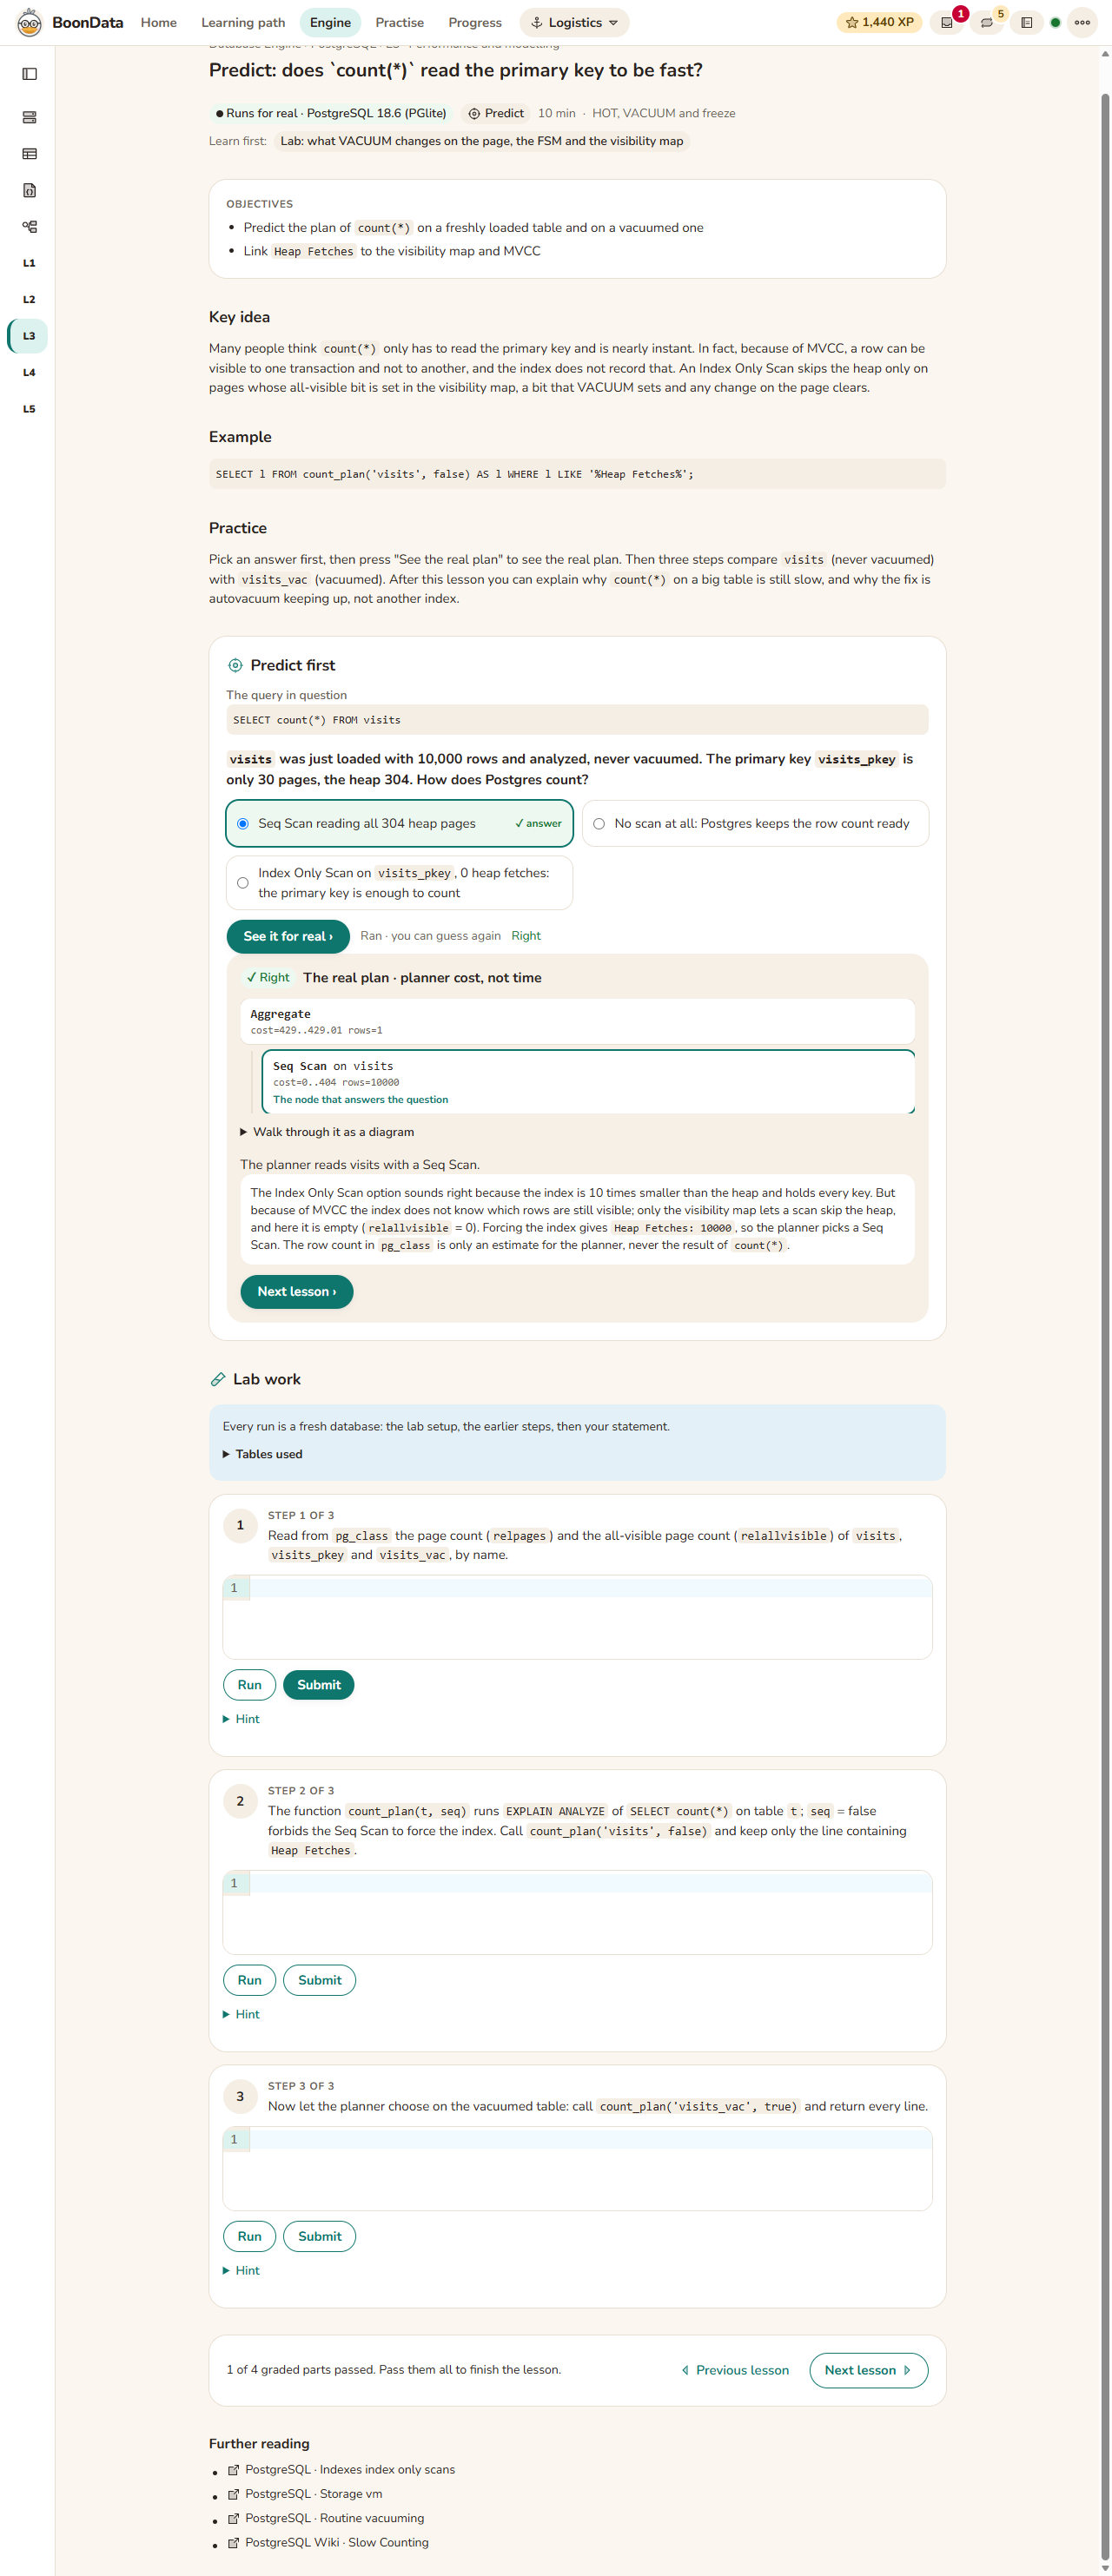 BoonData
Home
Learning path
Engine
Practise
Progress
Logistics
1,440 XP
1
5
Database Engine · PostgreSQL · L3 · Performance and modelling
L1
L2
L3
L4
L5
Predict: does `count(*)` read the primary key to be fast?
Runs for real · PostgreSQL 18.6 (PGlite)
Predict
10 min · HOT, VACUUM and freeze
Learn first: Lab: what VACUUM changes on the page, the FSM and the visibility map
OBJECTIVES
Predict the plan of count(*) on a freshly loaded table and on a vacuumed one
Link Heap Fetches to the visibility map and MVCC
Key idea
Many people think count(*) only has to read the primary key and is nearly instant. In fact, because of MVCC, a row can be
visible to one transaction and not to another, and the index does not record that. An Index Only Scan skips the heap only on
pages whose all-visible bit is set in the visibility map, a bit that VACUUM sets and any change on the page clears.
Example
SELECT l FROM count_plan('visits', false) AS l WHERE l LIKE '%Heap Fetches%';
Practice
Pick an answer first, then press "See the real plan" to see the real plan. Then three steps compare visits (never vacuumed)
with visits_vac (vacuumed). After this lesson you can explain why count(*) on a big table is still slow, and why the fix is
autovacuum keeping up, not another index.
Predict first
The query in question
SELECT count(*) FROM visits
visits was just loaded with 10,000 rows and analyzed, never vacuumed. The primary key visits_pkey is
only 30 pages, the heap 304. How does Postgres count?
Seq Scan reading all 304 heap pages
✓ answer
No scan at all: Postgres keeps the row count ready
Index Only Scan on visits_pkey, 0 heap fetches:
the primary key is enough to count
See it for real ›
Ran · you can guess again
Right
✓ Right
The real plan · planner cost, not time
Aggregate
cost=429..429.01 rows=1
Seq Scan on visits
cost=0..404 rows=10000
The node that answers the question
Walk through it as a diagram
The planner reads visits with a Seq Scan.
The Index Only Scan option sounds right because the index is 10 times smaller than the heap and holds every key. But
because of MVCC the index does not know which rows are still visible; only the visibility map lets a scan skip the heap,
and here it is empty (relallvisible = 0). Forcing the index gives Heap Fetches: 10000, so the planner picks a Seq
Scan. The row count in pg_class is only an estimate for the planner, never the result of count(*).
Next lesson ›
Lab work
Every run is a fresh database: the lab setup, the earlier steps, then your statement.
Tables used
1
STEP 1 OF 3
Read from pg_class the page count (relpages) and the all-visible page count (relallvisible) of visits,
visits_pkey and visits_vac, by name.
1
Run
Submit
Hint
2
STEP 2 OF 3
The function count_plan(t, seq) runs EXPLAIN ANALYZE of SELECT count(*) on table t; seq = false
forbids the Seq Scan to force the index. Call count_plan('visits', false) and keep only the line containing
Heap Fetches.
1
Run
Submit
Hint
3
STEP 3 OF 3
Now let the planner choose on the vacuumed table: call count_plan('visits_vac', true) and return every line.
1
Run
Submit
Hint
1 of 4 graded parts passed. Pass them all to finish the lesson.
Previous lesson
Next lesson
Further reading
PostgreSQL · Indexes index only scans
PostgreSQL · Storage vm
PostgreSQL · Routine vacuuming
PostgreSQL Wiki · Slow Counting